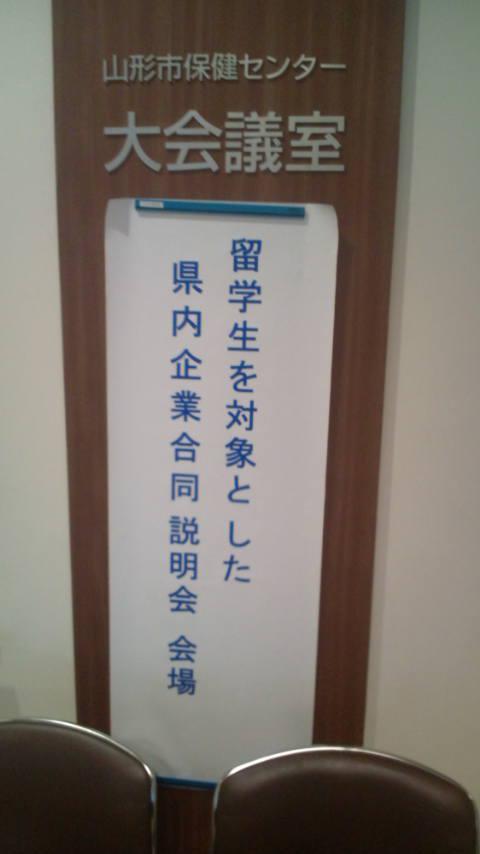 山形市保健センター
大会議室
留学生を対象とした
県内企業合同説明会 会場